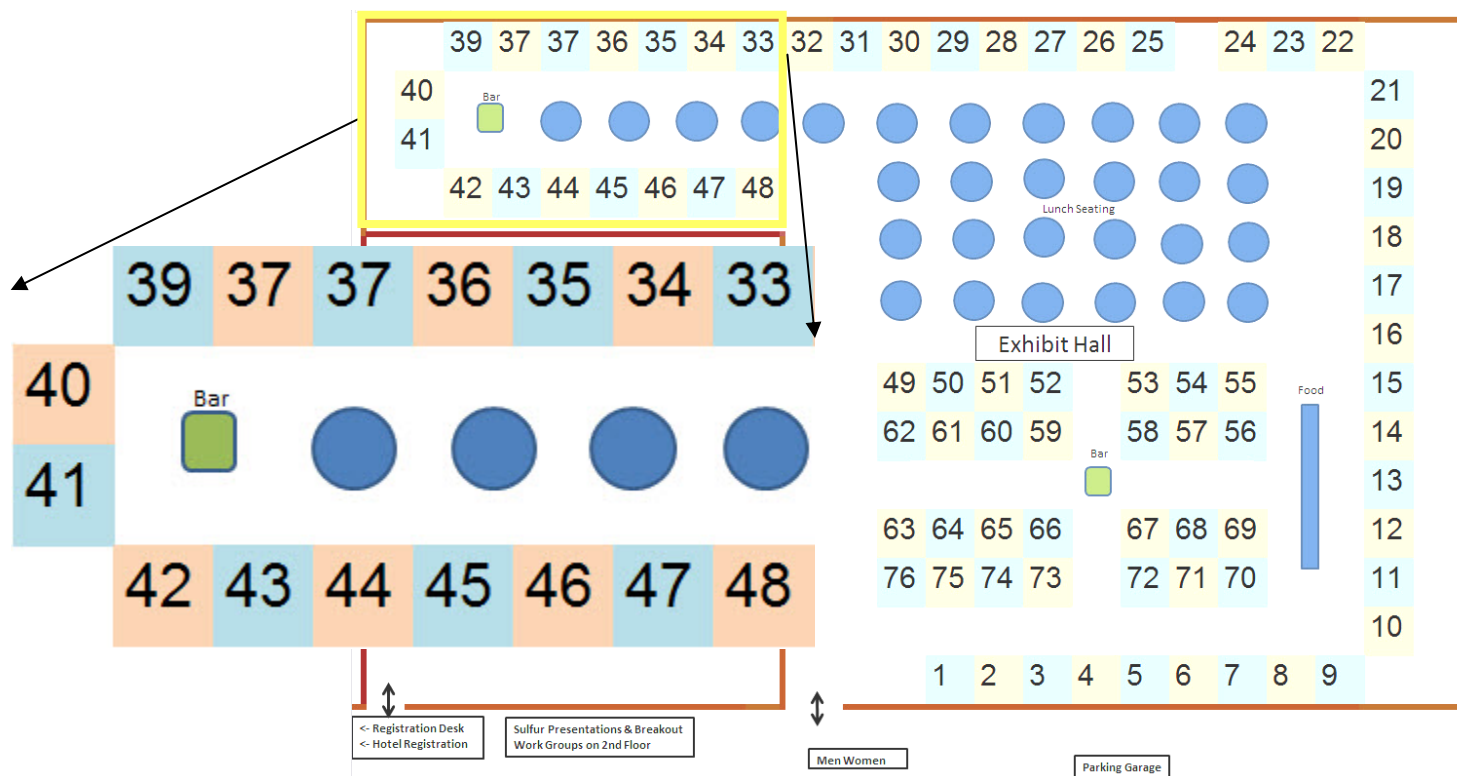 39 37 37 36 35 34 33 32 31 30 29 28 27 26 25 24 23 22
40
Bar
21
41
20
42 43 44 45 46 47 48
19
Lunch Seating
18
17
16
Exhibit Hall
39 37 37 36 35 34 33
40
Bar
41
42 43 44 45 46 47 48
49 50 51 52 53 54 55
15
Food
62 61 60 59 58 57 56
14
Bar
13
63 64 65 66 67 68 69
12
76 75 74 73 72 71 70
11
10
1 2 3 4 5 6 7 8 9
<- Registration Desk
<- Hotel Registration
Sulfur Presentations & Breakout
Work Groups on 2nd Floor
Men Women
Parking Garage